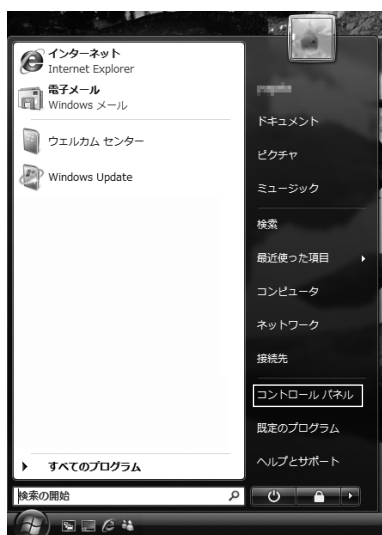 インターネット
Internet Explorer
電子メール
Windows メール
ウェルカム センター
Windows Update
すべてのプログラム
検索の開始
ドキュメント
ピクチャ
ミュージック
検索
最近使った項目
コンピュータ
ネットワーク
接続先
コントロール パネル
既定のプログラム
ヘルプとサポート